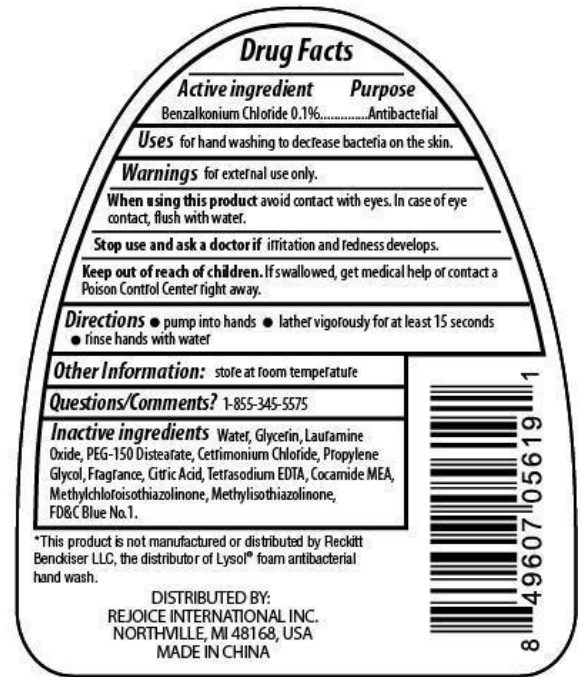 Drug Facts
Active ingredient Purpose
Benzalkonium Chloride 0.1%...............Antibacterial
Uses for hand washing to decrease bacteria on the skin.
Warnings for external use only.
When using this product avoid contact with eyes. In case of eye
contact, flush with water.
Stop use and ask a doctor if irritation and redness develops.
Keep out of reach of children. If swallowed, get medical help or contact a
Poison Control Center right away.
Directions ● pump into hands ● lather vigorously for at least 15 seconds
● rinse hands with water
Other Information: store at room temperature
Questions/Comments? 1-855-345-5575
Inactive ingredients Water, Glycerin, Lauramine
Oxide, PEG-150 Distearate, Cetrimonium Chloride, Propylene
Glycol, Fragrance, Citric Acid, Tetrasodium EDTA, Cocamide MEA,
Methylchloroisothiazolinone, Methylisothiazolinone,
FD&C Blue No.1.
*This product is not manufactured or distributed by Reckitt
Benckiser LLC, the distributor of Lysol® foam antibacterial
hand wash.
DISTRIBUTED BY:
REJOICE INTERNATIONAL INC.
NORTHVILLE, MI 48168, USA
MADE IN CHINA
8 49607 05619 1